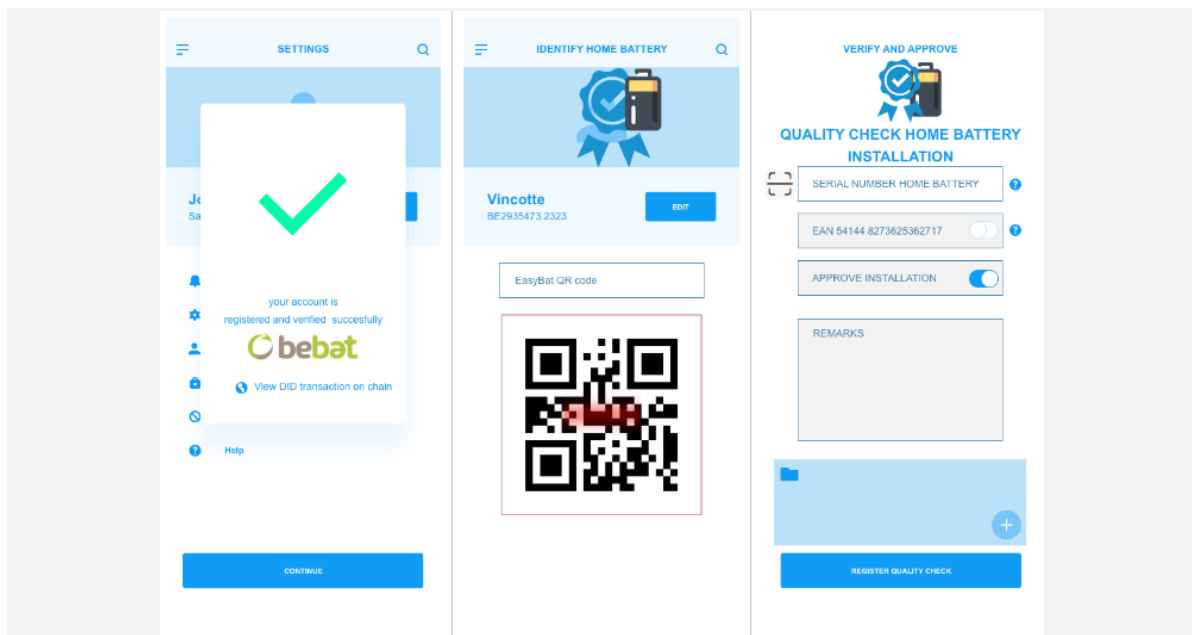 SETTINGS
Jo
Sa
your account is
registered and verified succesfully
bebat
View DID transaction on chain
Help
CONTINUE
IDENTIFY HOME BATTERY
Vincotte
BE2935473.2323
EDIT
EasyBat QR code
VERIFY AND APPROVE
QUALITY CHECK HOME BATTERY
INSTALLATION
SERIAL NUMBER HOME BATTERY
EAN 54144 8273625362717
APPROVE INSTALLATION
REMARKS
REGISTER QUALITY CHECK